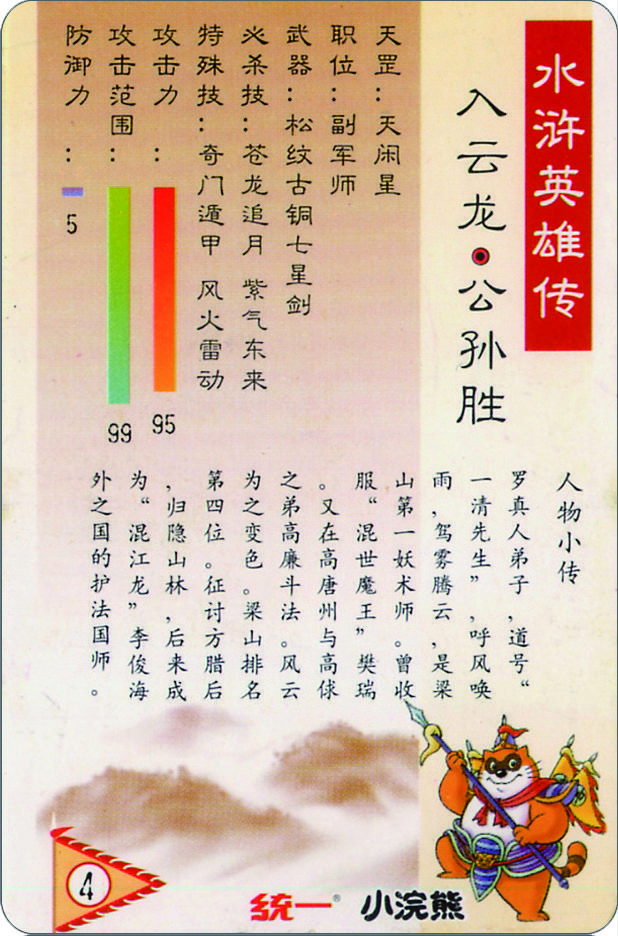 水浒英雄传
入云龙·公孙胜
天罡：天闲星
职位：副军师
武器：松纹古铜七星剑
必杀技：苍龙追月 紫气东来
特殊技：奇门遁甲 风火雷动
攻击力：
95
攻击范围：
99
防御力：
5
人物小传
罗真人弟子，道号“
一清先生”，呼风唤
雨，驾雾腾云，是梁
山第一妖术师。曾收
服“混世魔王”樊瑞
。又在高唐州与高俅
之弟高廉斗法。风云
为之变色。梁山排名
第四位。征讨方腊后
，归隐山林，后来成
为“混江龙”李俊海
外之国的护法国师。
4
统一® 小浣熊